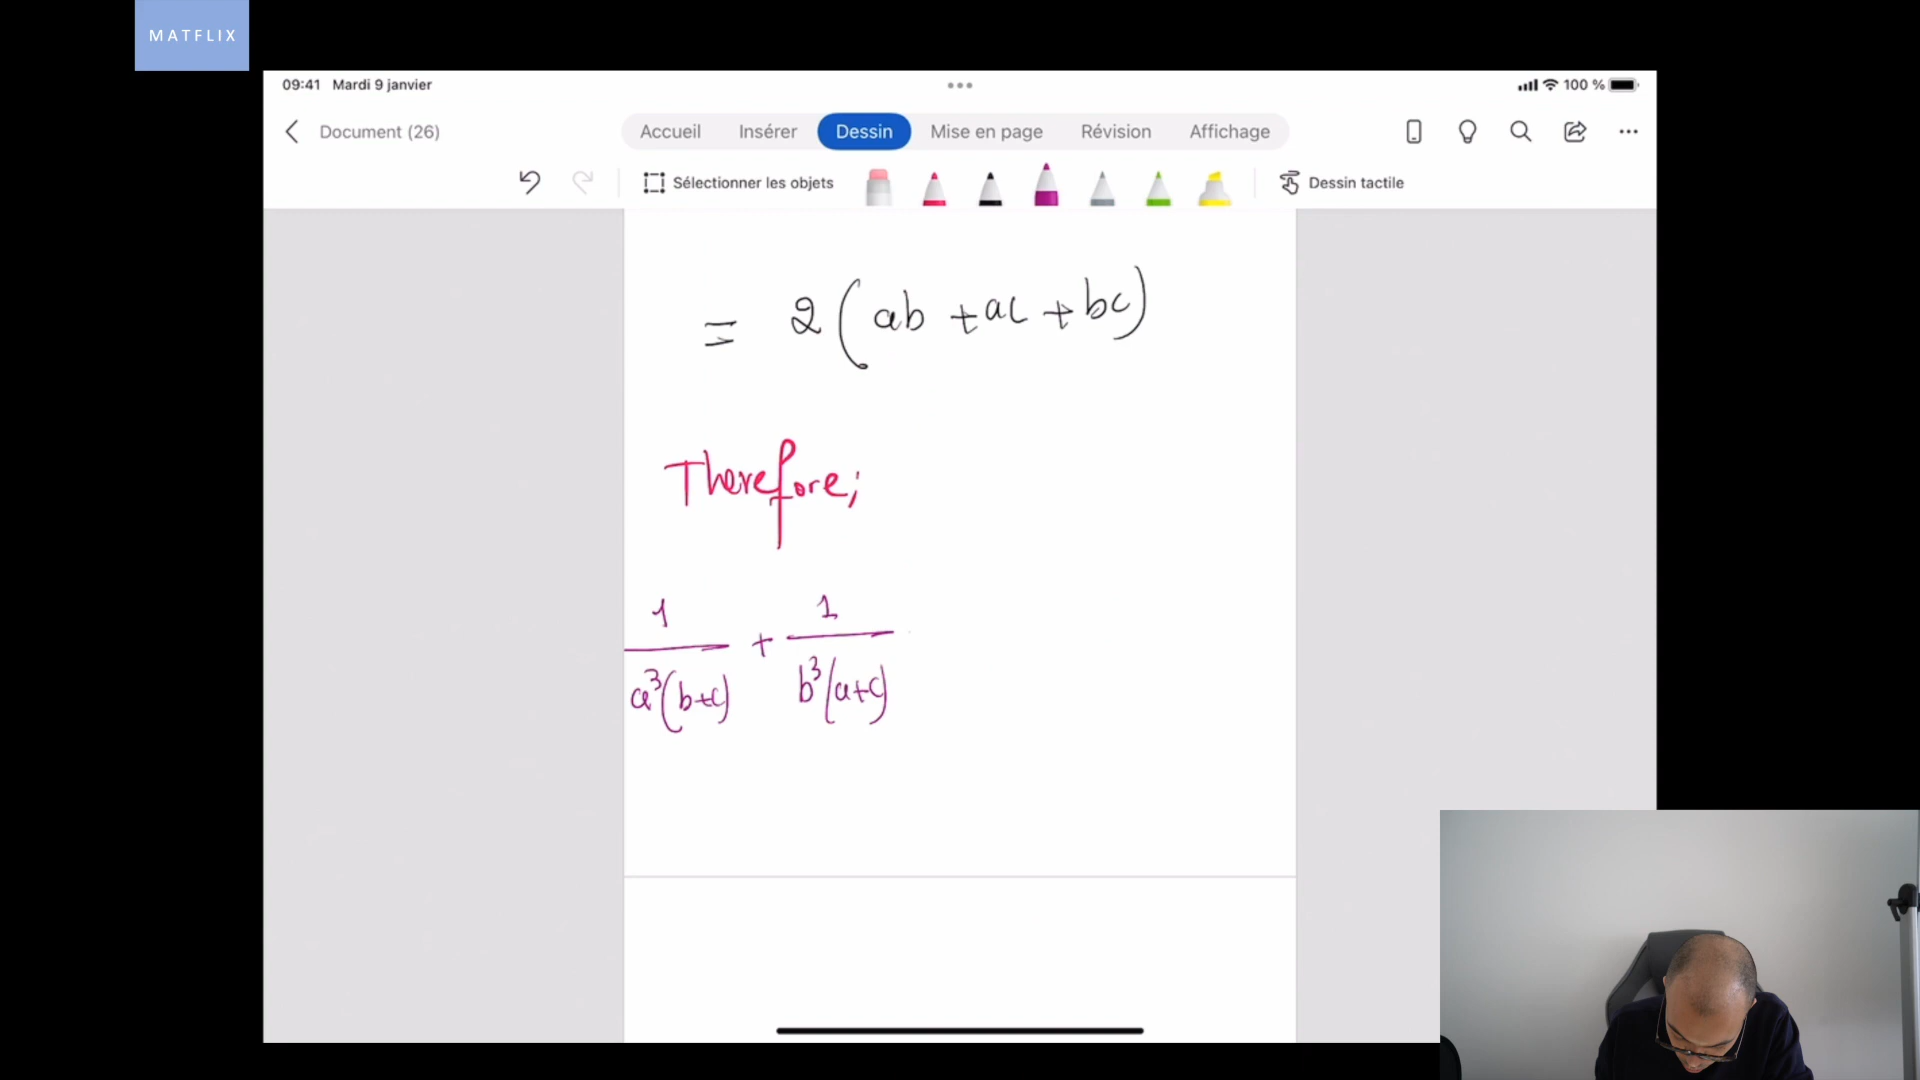 MATFLIX
09:41 Mardi 9 janvier 100 %
Document (26) Accueil Insérer Dessin Mise en page Révision Affichage
Sélectionner les objets Dessin tactile
= 2(ab+ac+bc)
Therefore;
1/a³(b+c) + 1/b³(a+c)